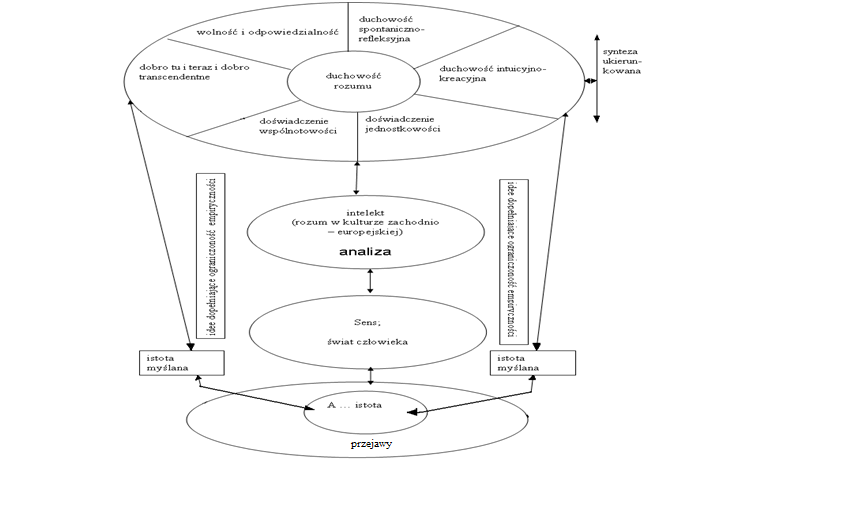 duchowość
spontaniczno-
refleksyjna
wolność i odpowiedzialność
dobro tu i teraz i dobro
transcendentne
duchowość
rozumu
duchowość intuicyjno-
kreacyjna
synteza
ukierun-
kowana
doświadczenie
wspólnotowości
doświadczenie
jednostkowości
idee dopełniające ograniczoność empiryczności
intelekt
(rozum w kulturze zachodnio
– europejskiej)
analiza
idee dopełniające ograniczoność empiryczności
Sens;
świat człowieka
istota
myślana
istota
myślana
A ... istota
przejawy